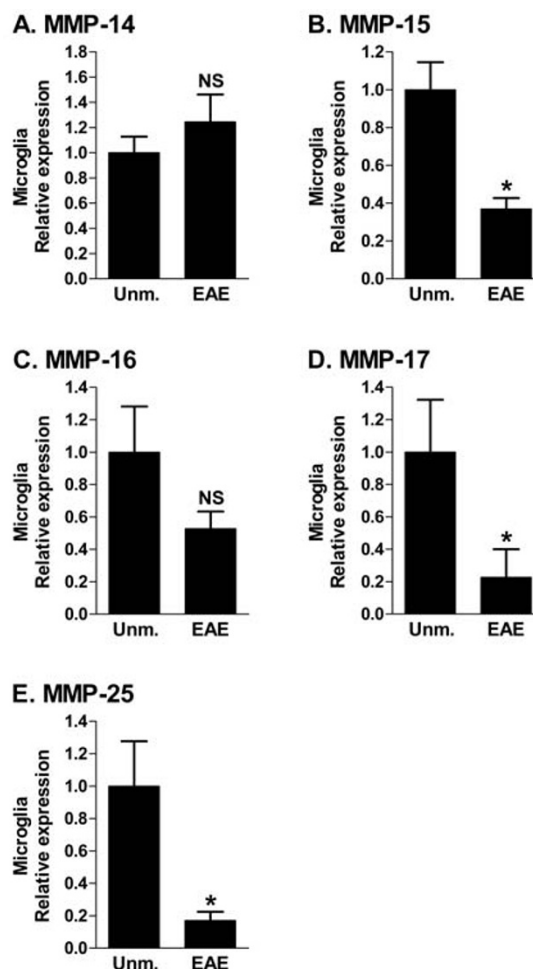 A. MMP-14
Microglia
Relative expression
1.8
1.6
1.4
1.2
1.0
0.8
0.6
0.4
0.2
0.0
NS
Unm. EAE
B. MMP-15
Microglia
Relative expression
1.2
1.0
0.8
0.6
0.4
0.2
0.0
*
Unm. EAE
C. MMP-16
Microglia
Relative expression
1.4
1.2
1.0
0.8
0.6
0.4
0.2
0.0
NS
Unm. EAE
D. MMP-17
Microglia
Relative expression
1.4
1.2
1.0
0.8
0.6
0.4
0.2
0.0
*
Unm. EAE
E. MMP-25
Microglia
Relative expression
1.4
1.2
1.0
0.8
0.6
0.4
0.2
0.0
*
Unm. EAE